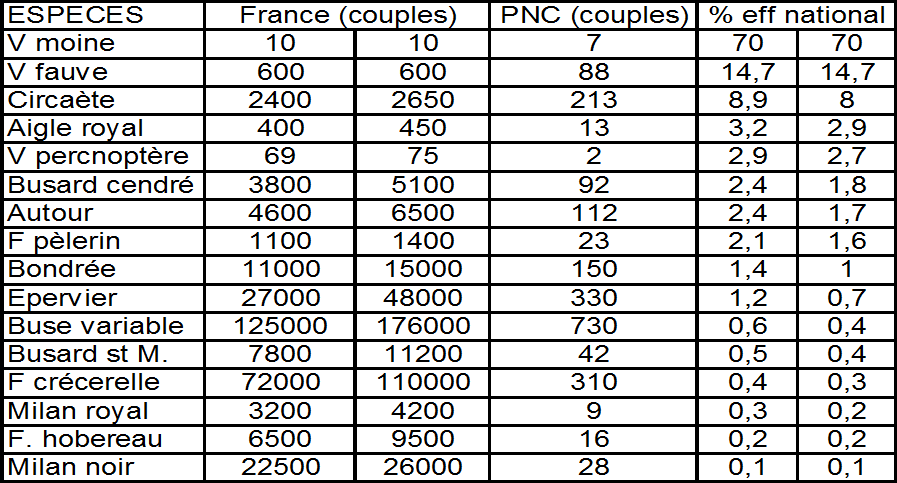 ESPECES France (couples) PNC (couples) % eff national
V moine 10 10 7 70 70
V fauve 600 600 88 14,7 14,7
Circaète 2400 2650 213 8,9 8
Aigle royal 400 450 13 3,2 2,9
V percnoptère 69 75 2 2,9 2,7
Busard cendré 3800 5100 92 2,4 1,8
Autour 4600 6500 112 2,4 1,7
F pèlerin 1100 1400 23 2,1 1,6
Bondrée 11000 15000 150 1,4 1
Epervier 27000 48000 330 1,2 0,7
Buse variable 125000 176000 730 0,6 0,4
Busard st M. 7800 11200 42 0,5 0,4
F crécerelle 72000 110000 310 0,4 0,3
Milan royal 3200 4200 9 0,3 0,2
F. hobereau 6500 9500 16 0,2 0,2
Milan noir 22500 26000 28 0,1 0,1